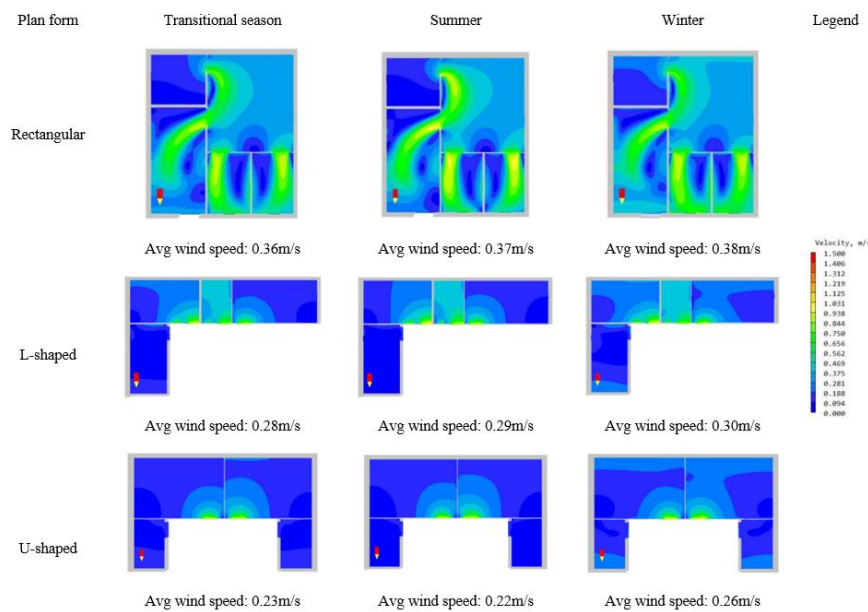 Plan form Transitional season Summer Winter Legend
Rectangular
Avg wind speed: 0.36m/s Avg wind speed: 0.37m/s Avg wind speed: 0.38m/s
Velocity, m/s
1.500
1.406
1.312
1.219
1.125
1.031
0.938
0.844
0.750
0.656
0.562
0.469
0.375
0.281
0.188
0.094
0.000
L-shaped
Avg wind speed: 0.28m/s Avg wind speed: 0.29m/s Avg wind speed: 0.30m/s
U-shaped
Avg wind speed: 0.23m/s Avg wind speed: 0.22m/s Avg wind speed: 0.26m/s